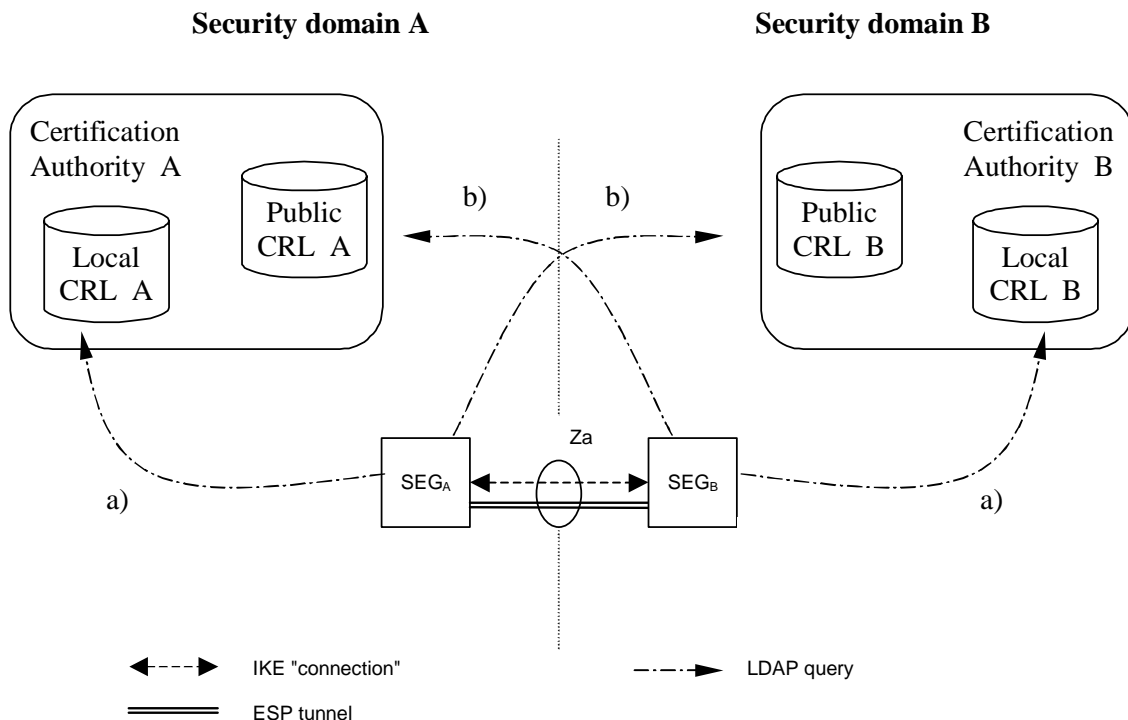 Security domain A
Security domain B
Certification
Authority A
Public
CRL A
Local
CRL A
Certification
Authority B
Public
CRL B
Local
CRL B
b)
b)
a)
a)
Za
SEGA
SEGB
IKE "connection"
LDAP query
ESP tunnel